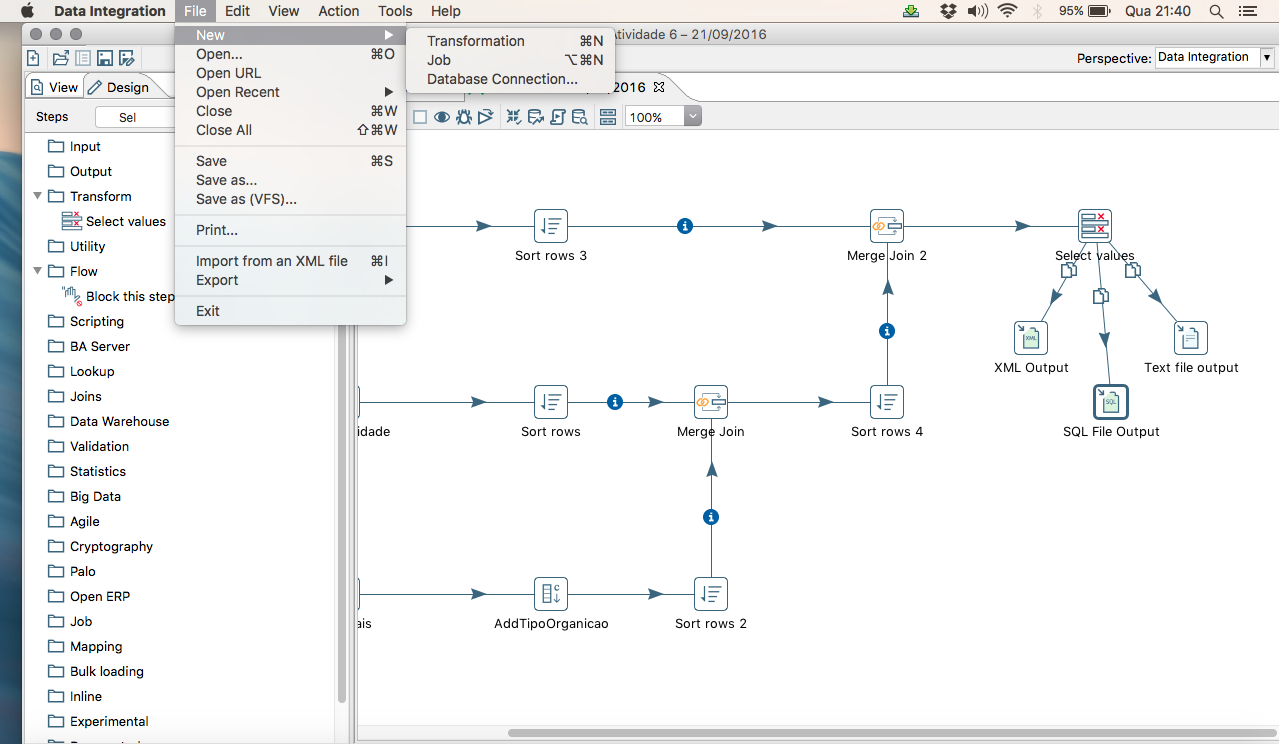 Data Integration File Edit View Action Tools Help 95% Qua 21:40
New
Open... ⌘O
Open URL
Open Recent
Close ⌘W
Close All ⇧⌘W
Save ⌘S
Save as...
Save as (VFS)...
Print...
Import from an XML file ⌘I
Export
Exit
Transformation ⌘N
Job ⌥⌘N
Database Connection...
tividade 6 – 21/09/2016
Perspective: Data Integration
2016
100%
View Design
Steps Sel
Input
Output
Transform
Select values
Utility
Flow
Block this step
Scripting
BA Server
Lookup
Joins
Data Warehouse
Validation
Statistics
Big Data
Agile
Cryptography
Palo
Open ERP
Job
Mapping
Bulk loading
Inline
Experimental
Sort rows 3
Merge Join 2
Select values
XML
XML Output
Text file output
SQL
SQL File Output
idade
Sort rows
Merge Join
Sort rows 4
ais
AddTipoOrganicao
Sort rows 2